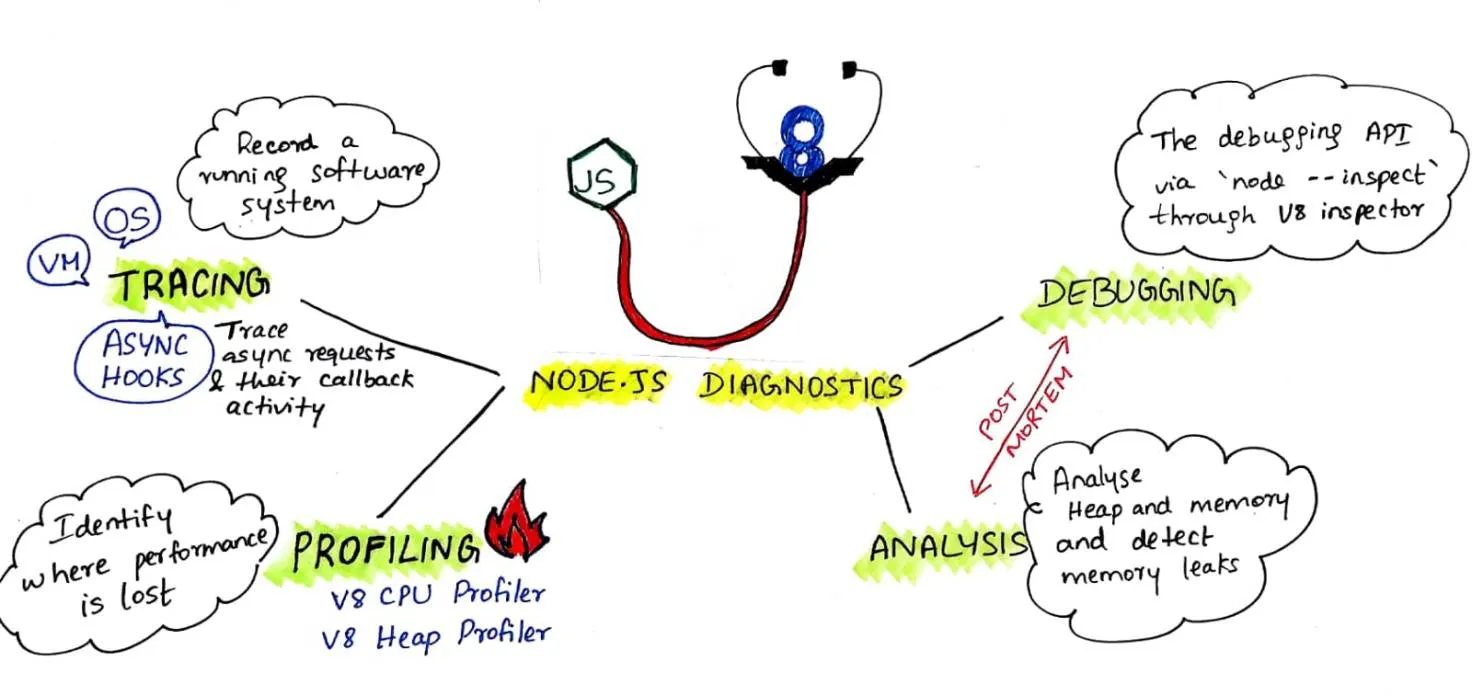 JS
8
Record a
running software
system
OS
VM
TRACING
ASYNC
HOOKS
Trace
async requests
& their callback
activity
NODE.JS DIAGNOSTICS
The debugging API
via `node --inspect`
through V8 inspector
DEBUGGING
POST
MORTEM
Identify
where performance
is lost
PROFILING
V8 CPU Profiler
V8 Heap Profiler
ANALYSIS
Analyse
Heap and memory
and detect
memory leaks